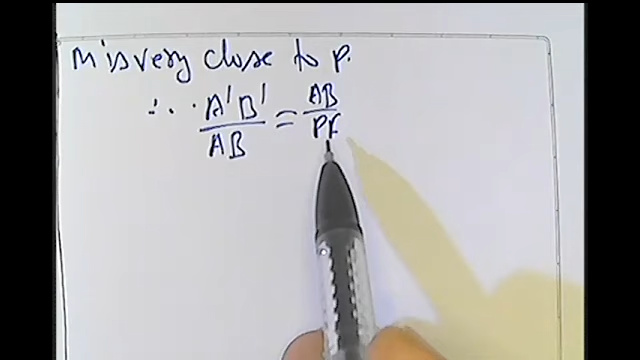 M is very close to P.
∴ A'B'/AB = AB/PF